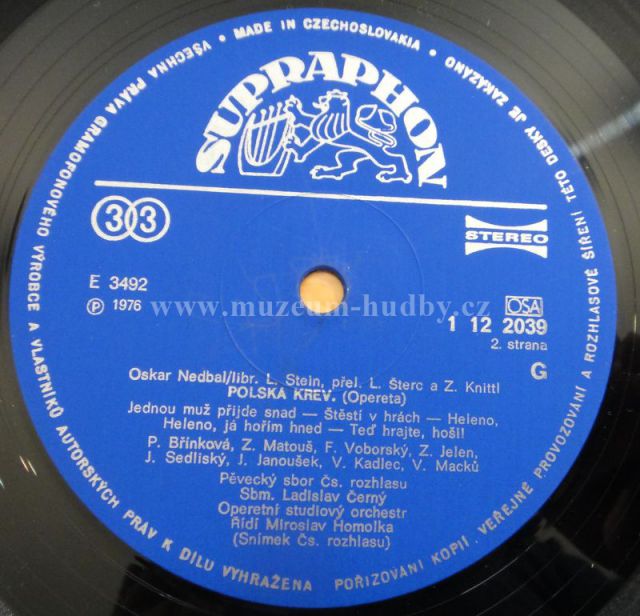 VŠECHNA PRÁVA GRAMOFONOVÉHO VÝROBCE A VLASTNÍKŮ AUTORSKÝCH PRÁV K DÍLU VYHRAŽENA
POŘIZOVÁNÍ KOPIÍ VEŘEJNÉ PROVOZOVÁNÍ A ROZHLASOVÉ ŠÍŘENÍ TÉTO DESKY JE ZAKÁZÁNO
• MADE IN CZECHOSLOVAKIA •
SUPRAPHON
33
STEREO
E 3492
Ⓟ 1976
OSA
www.muzeum-hudby.cz
1 12 2039
2. strana
G
Oskar Nedbal/libr. L. Stein, přel. L. Šterc a Z. Knittl
POLSKÁ KREV. (Opereta)
Jednou muž přijde snad — Štěstí v hrách — Heleno,
Heleno, já hořím hned — Teď hrajte, hoši!
P. Břínková, Z. Matouš, F. Voborský, Z. Jelen,
J. Sedliský, J. Janoušek, V. Kadlec, V. Macků
Pěvecký sbor Čs. rozhlasu
Sbm. Ladislav Černý
Operetní studiový orchestr
Řídí Miroslav Homolka
(Snímek Čs. rozhlasu)